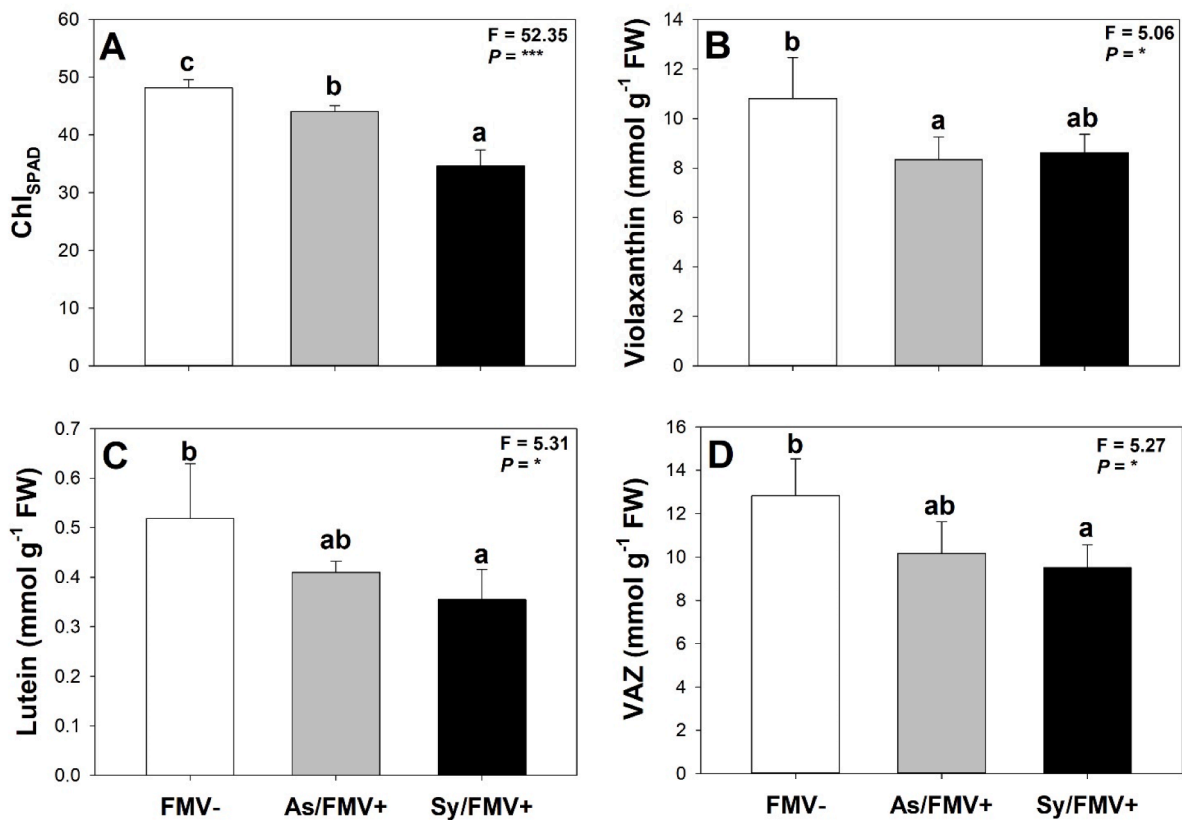 A
F = 52.35
P = ***
60
50
40
30
20
10
0
Chl_SPAD
c
b
a
B
F = 5.06
P = *
14
12
10
8
6
4
2
0
Violaxanthin (mmol g⁻¹ FW)
b
a
ab
C
F = 5.31
P = *
0.7
0.6
0.5
0.4
0.3
0.2
0.1
0.0
Lutein (mmol g⁻¹ FW)
b
ab
a
FMV-
As/FMV+
Sy/FMV+
D
F = 5.27
P = *
16
14
12
10
8
6
4
2
0
VAZ (mmol g⁻¹ FW)
b
ab
a
FMV-
As/FMV+
Sy/FMV+